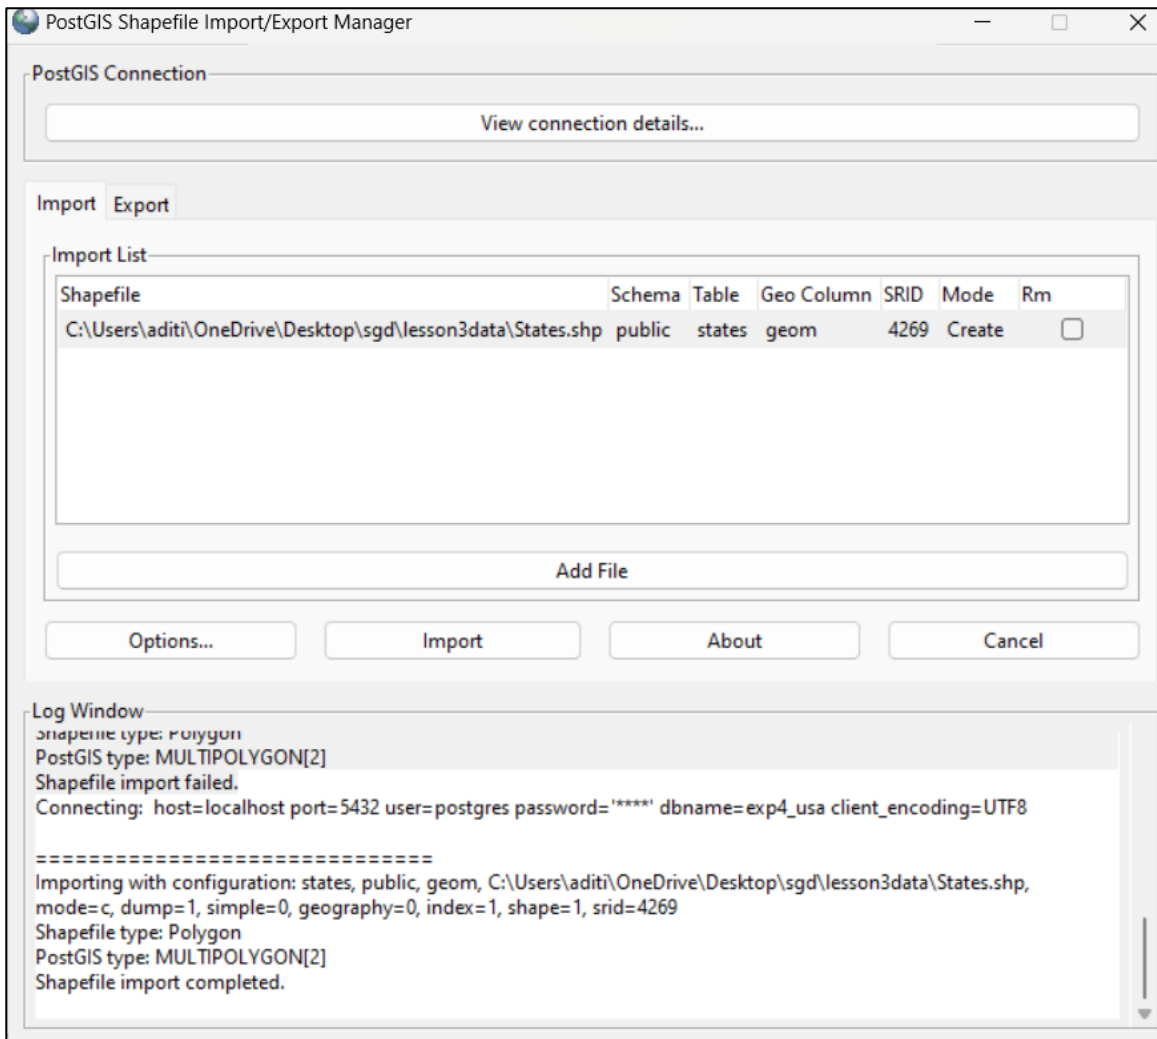 PostGIS Shapefile Import/Export Manager
PostGIS Connection
View connection details...
Import Export
Import List
Shapefile Schema Table Geo Column SRID Mode Rm
C:\Users\aditi\OneDrive\Desktop\sgd\lesson3data\States.shp public states geom 4269 Create
Add File
Options... Import About Cancel
Log Window
Shapefile type: Polygon
PostGIS type: MULTIPOLYGON[2]
Shapefile import failed.
Connecting: host=localhost port=5432 user=postgres password='****' dbname=exp4_usa client_encoding=UTF8
==============================
Importing with configuration: states, public, geom, C:\Users\aditi\OneDrive\Desktop\sgd\lesson3data\States.shp,
mode=c, dump=1, simple=0, geography=0, index=1, shape=1, srid=4269
Shapefile type: Polygon
PostGIS type: MULTIPOLYGON[2]
Shapefile import completed.